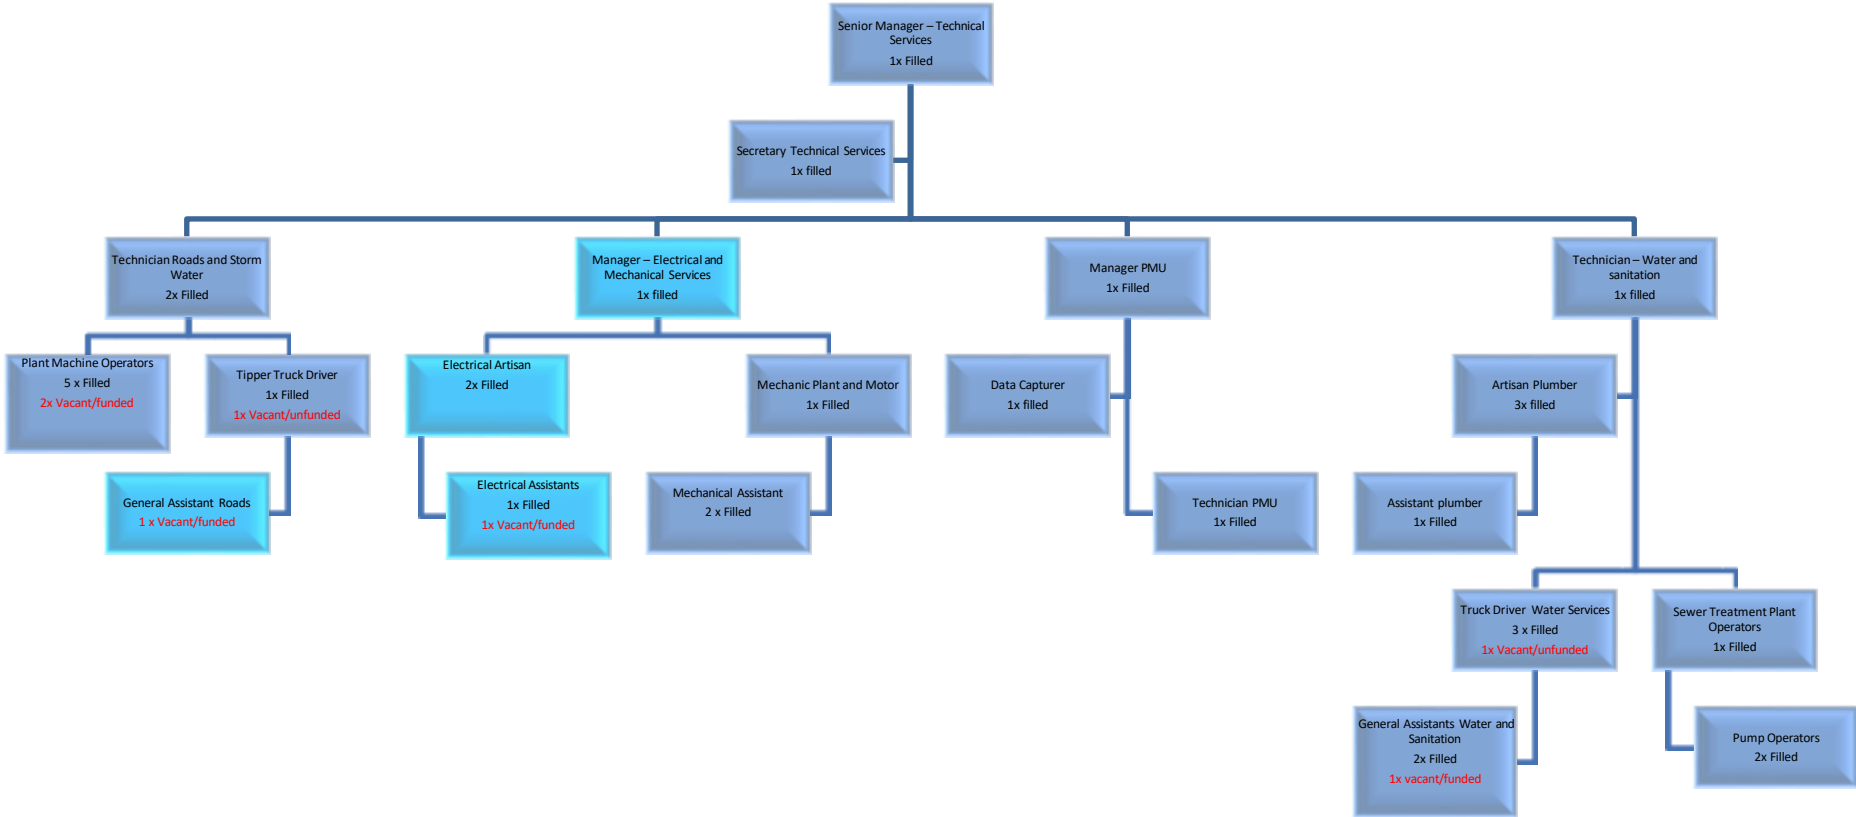 Senior Manager – Technical
Services
1x Filled
Secretary Technical Services
1x filled
Technician Roads and Storm
Water
2x Filled
Manager – Electrical and
Mechanical Services
1x filled
Manager PMU
1x Filled
Technician – Water and
sanitation
1x filled
Plant Machine Operators
5 x Filled
2x Vacant/funded
Tipper Truck Driver
1x Filled
1x Vacant/unfunded
Electrical Artisan
2x Filled
Mechanic Plant and Motor
1x Filled
Data Capturer
1x filled
Artisan Plumber
3x filled
General Assistant Roads
1 x Vacant/funded
Electrical Assistants
1x Filled
1x Vacant/funded
Mechanical Assistant
2 x Filled
Technician PMU
1x Filled
Assistant plumber
1x Filled
Truck Driver Water Services
3 x Filled
1x Vacant/unfunded
Sewer Treatment Plant
Operators
1x Filled
General Assistants Water and
Sanitation
2x Filled
1x vacant/funded
Pump Operators
2x Filled